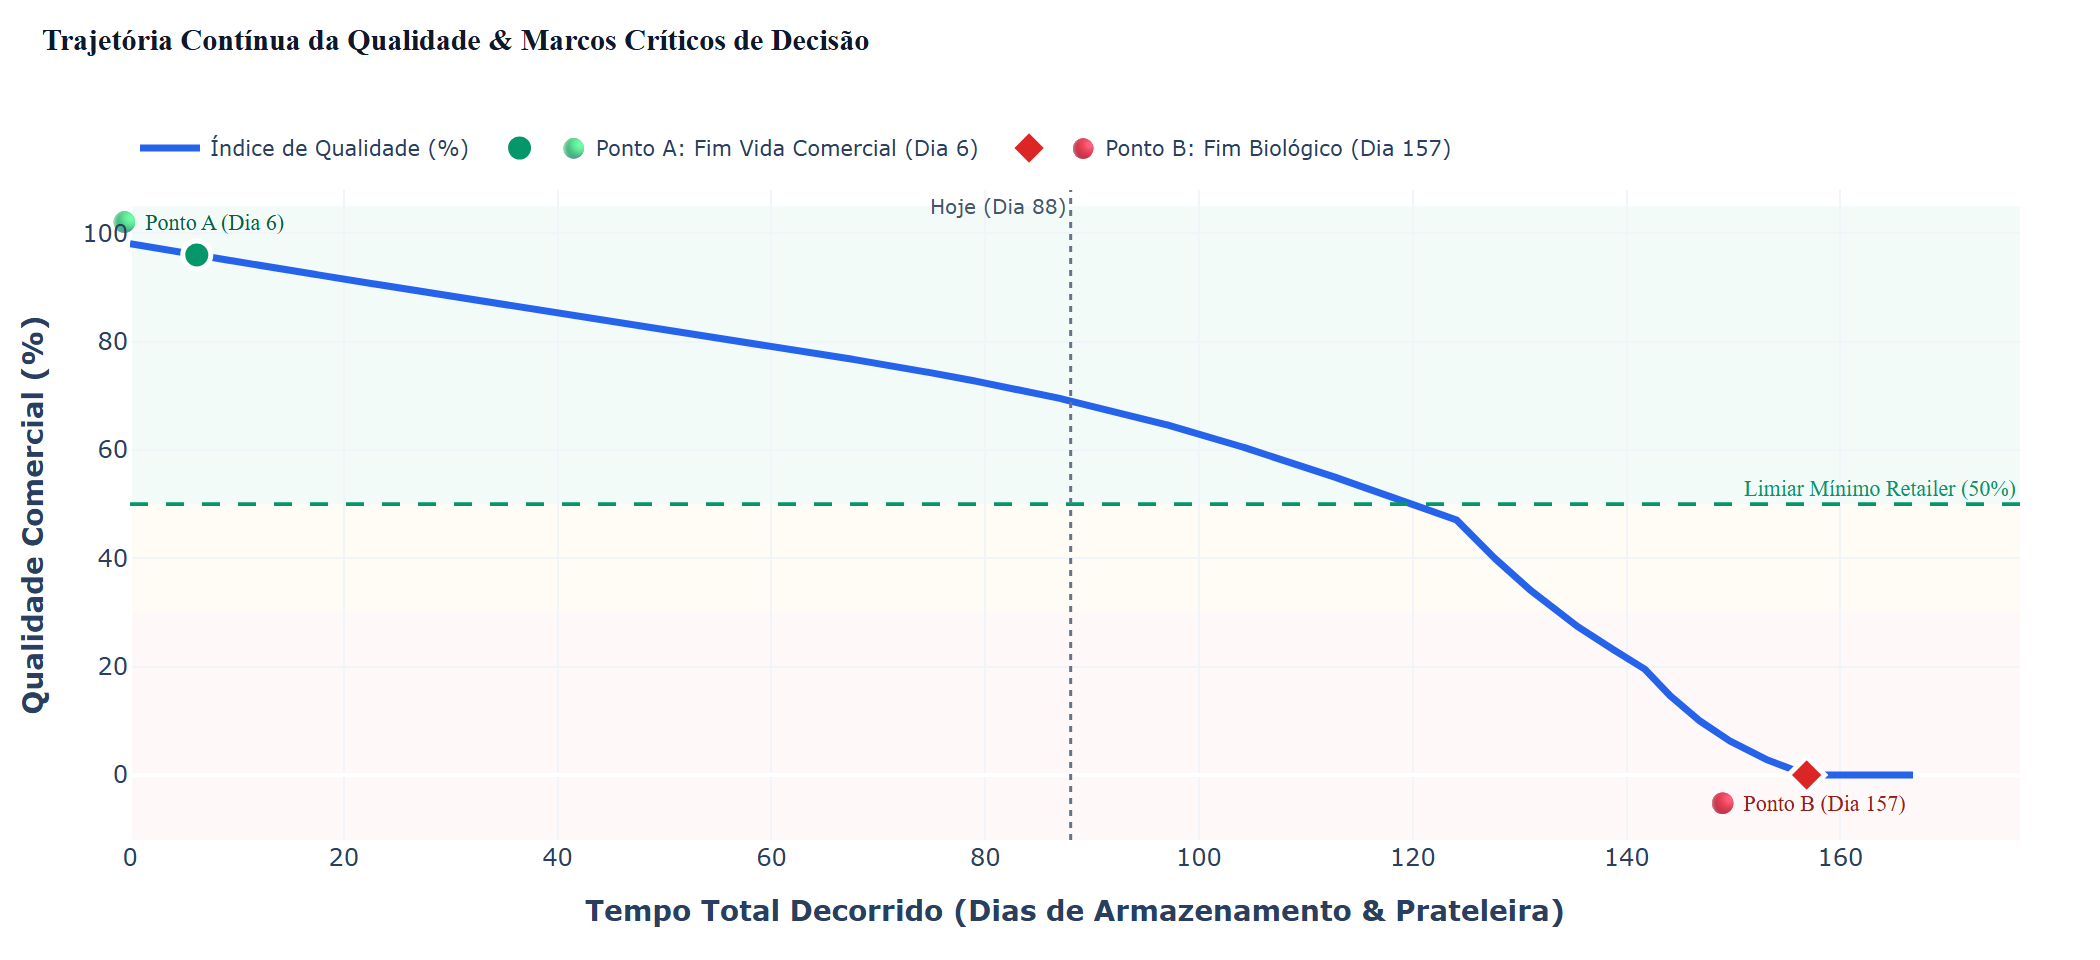 Trajetória Contínua da Qualidade & Marcos Críticos de Decisão
Índice de Qualidade (%)
Ponto A: Fim Vida Comercial (Dia 6)
Ponto B: Fim Biológico (Dia 157)
Hoje (Dia 88)
Ponto A (Dia 6)
100
80
60
40
20
0
Qualidade Comercial (%)
Limiar Mínimo Retailer (50%)
Ponto B (Dia 157)
0 20 40 60 80 100 120 140 160
Tempo Total Decorrido (Dias de Armazenamento & Prateleira)